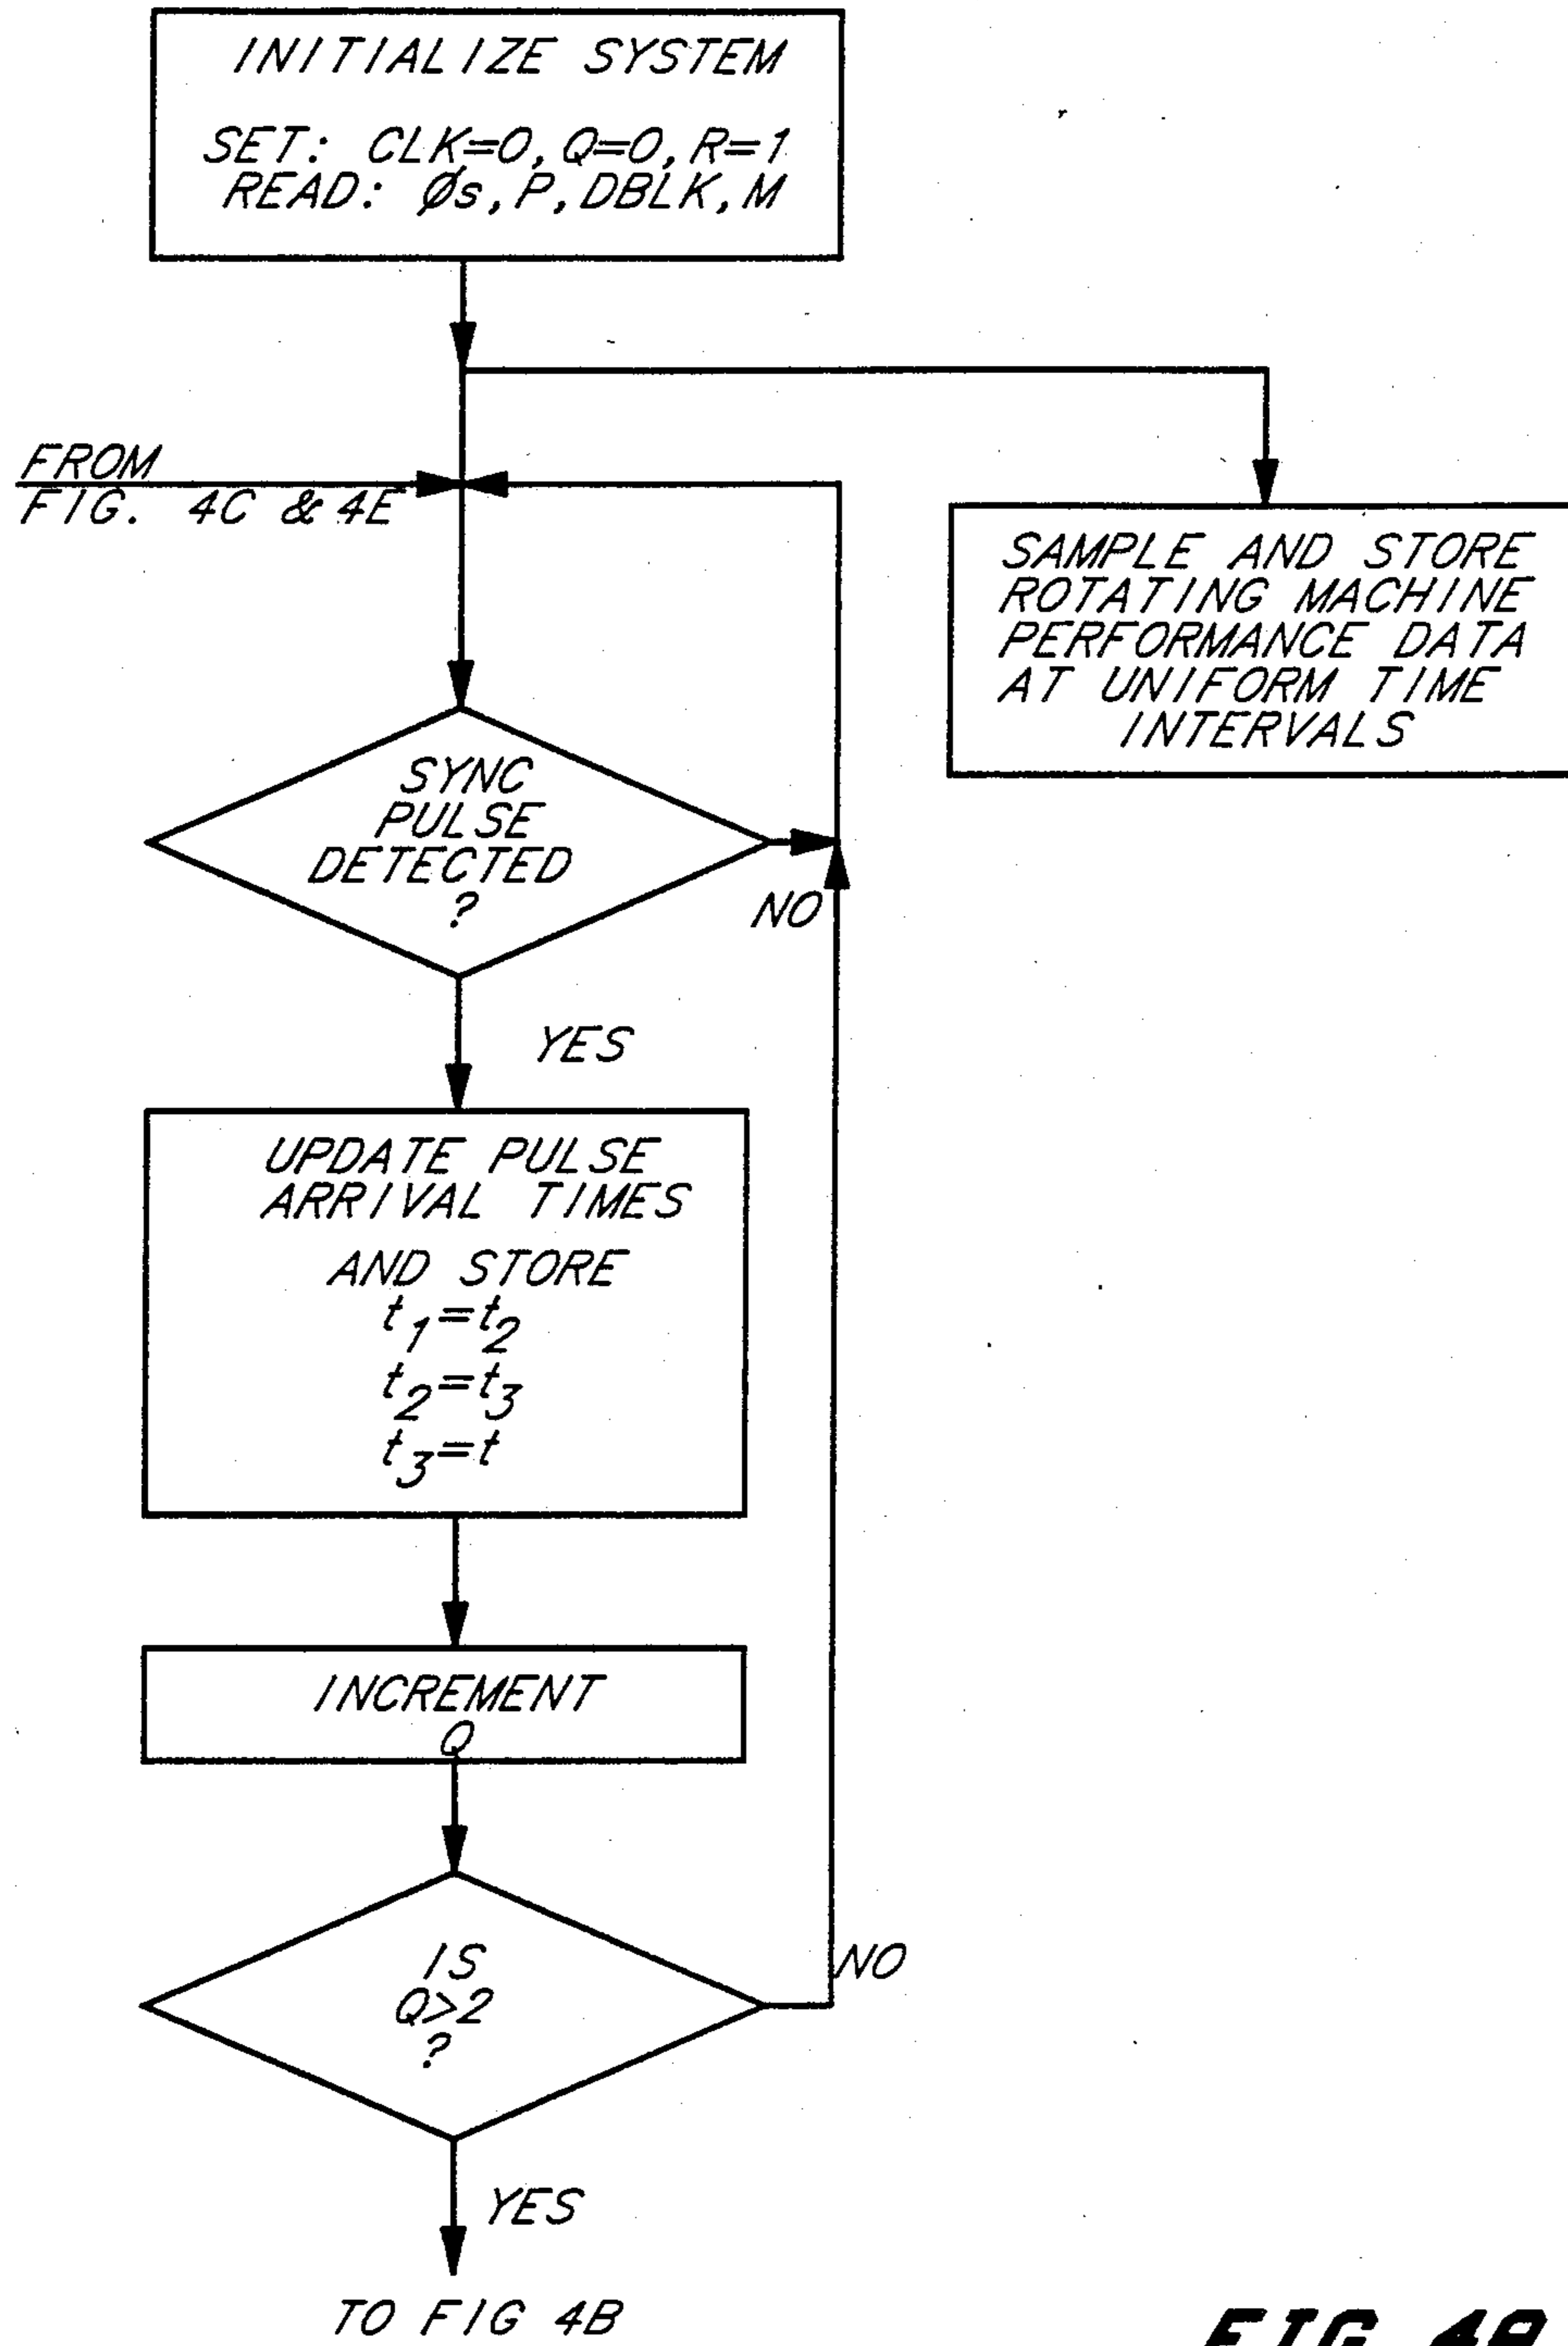 INITIALIZE SYSTEM
SET: CLK=0, Q=0, R=1
READ: Øs, P, DBLK, M
FROM
FIG. 4C & 4E
SAMPLE AND STORE
ROTATING MACHINE
PERFORMANCE DATA
AT UNIFORM TIME
INTERVALS
SYNC
PULSE
DETECTED
?
NO
YES
UPDATE PULSE
ARRIVAL TIMES
AND STORE
t1=t2
t2=t3
t3=t
INCREMENT
Q
IS
Q>2
?
NO
YES
TO FIG 4B
FIG